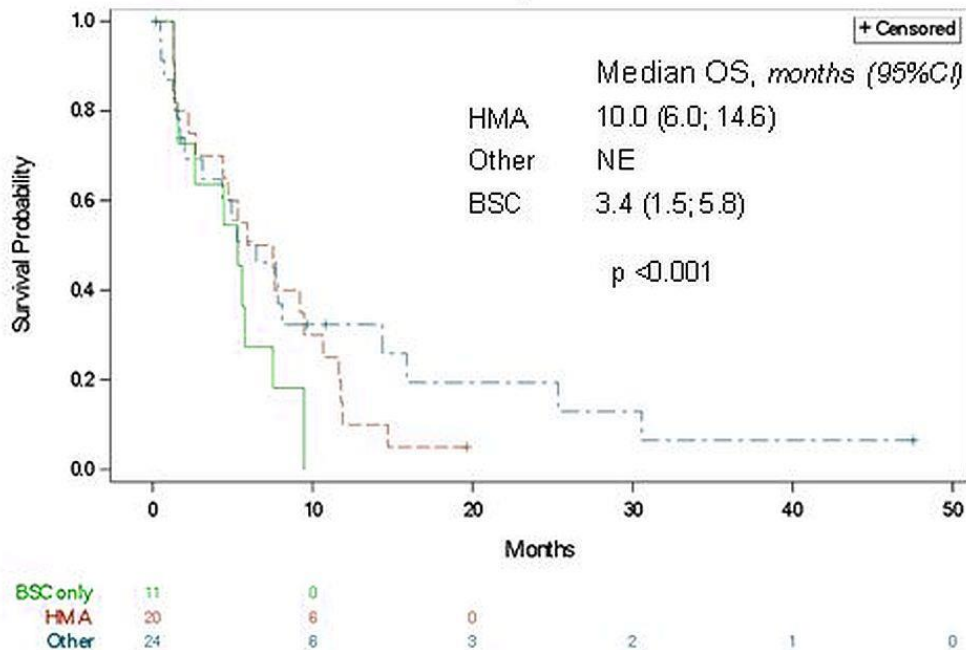 + Censored
Median OS, months (95%CI)
HMA 10.0 (6.0; 14.6)
Other NE
BSC 3.4 (1.5; 5.8)
p <0.001
Survival Probability
1.0
0.8
0.6
0.4
0.2
0.0
0 10 20 30 40 50
Months
BSC only 11 0
HMA 20 6 0
Other 24 6 3 2 1 0